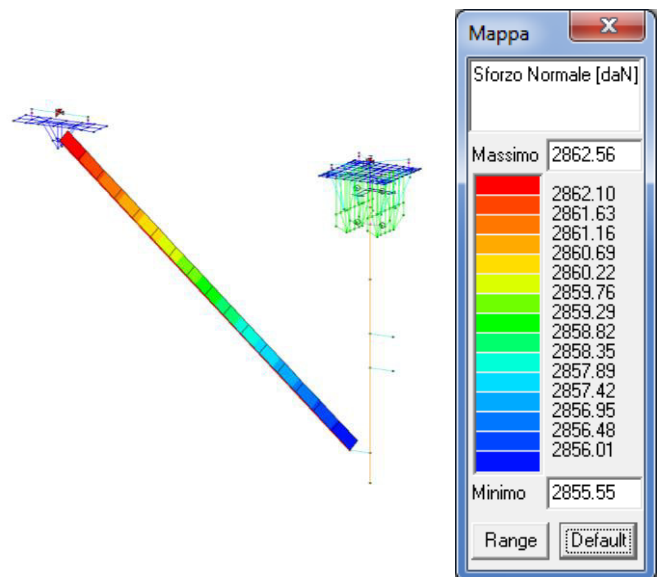 Mappa
Sforzo Normale [daN]
Massimo 2862.56
2862.10
2861.63
2861.16
2860.69
2860.22
2859.76
2859.29
2858.82
2858.35
2857.89
2857.42
2856.95
2856.48
2856.01
Minimo 2855.55
Range Default